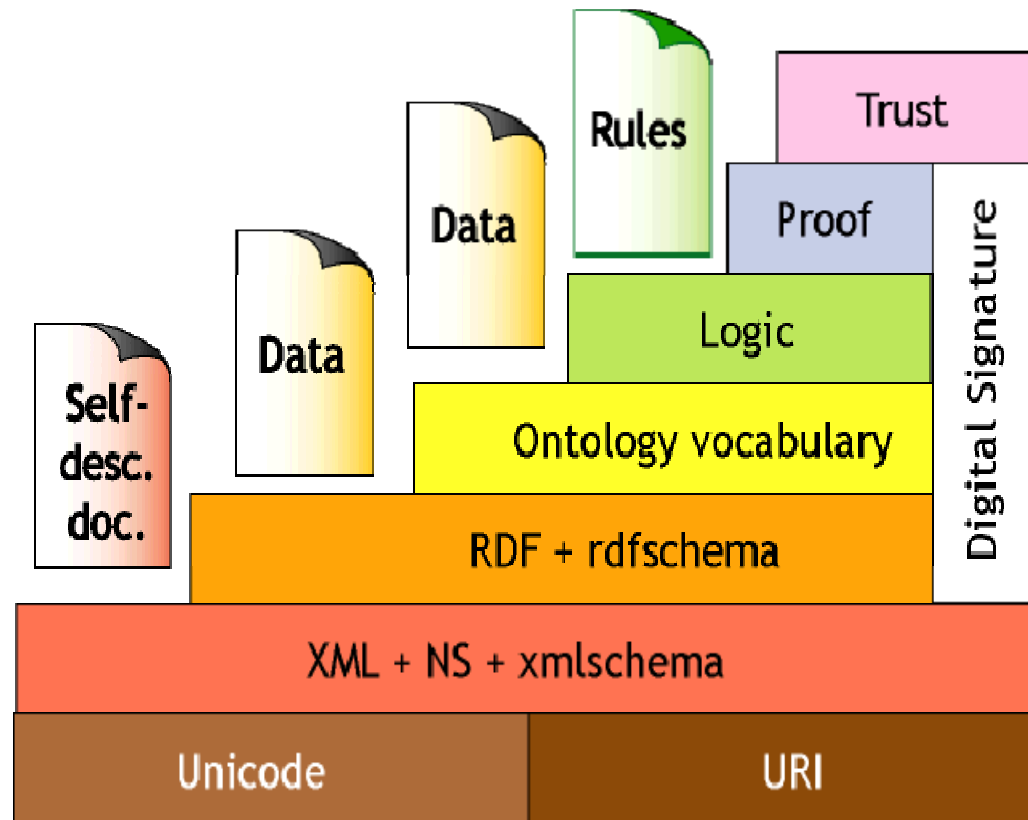 Trust
Rules
Proof
Data
Digital Signature
Logic
Data
Self-
desc.
doc.
Ontology vocabulary
RDF + rdfschema
XML + NS + xmlschema
Unicode
URI